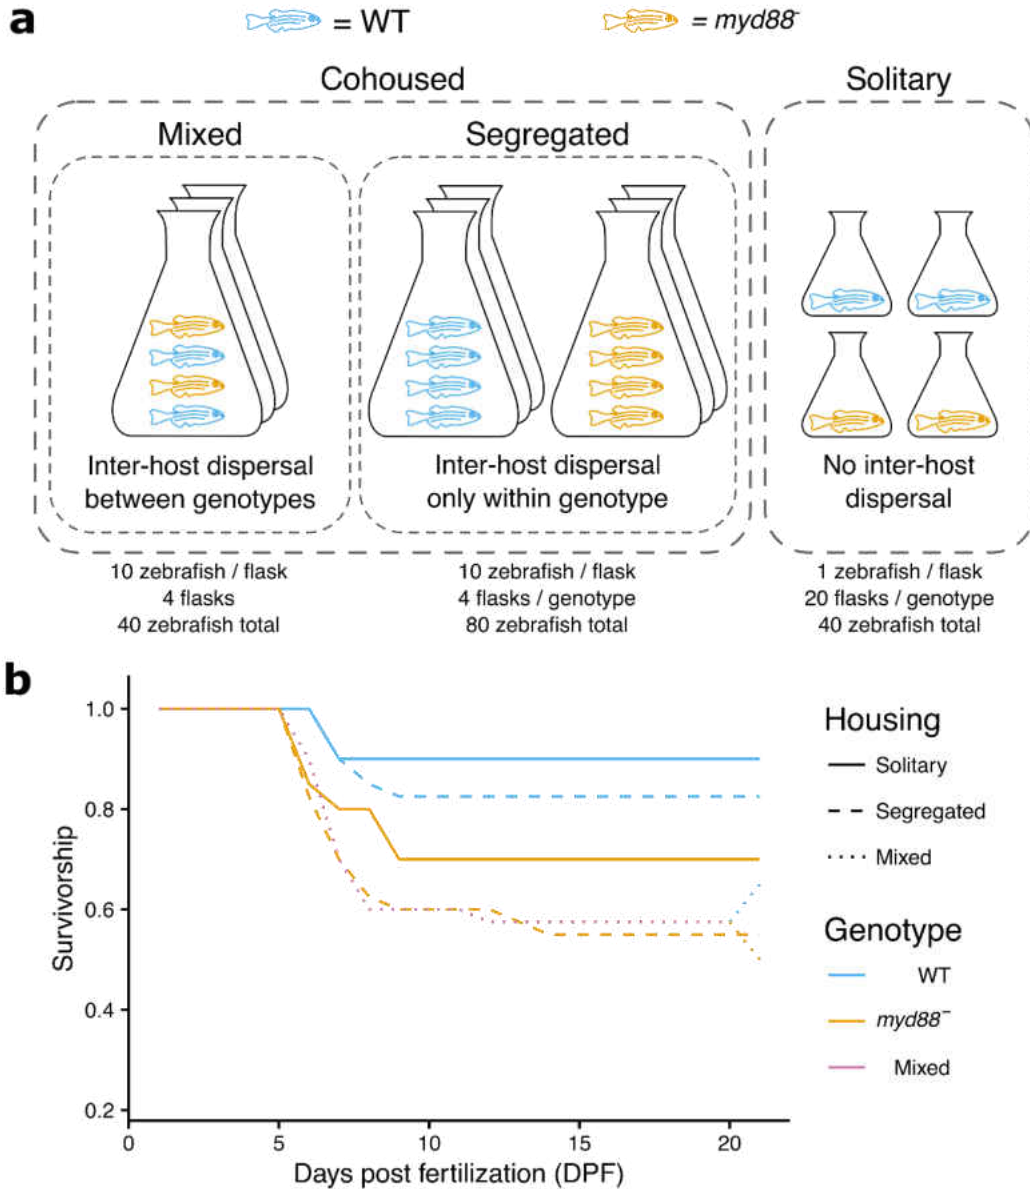 a
= WT
= myd88⁻
Cohoused
Solitary
Mixed
Segregated
Inter-host dispersal
between genotypes
Inter-host dispersal
only within genotype
No inter-host
dispersal
10 zebrafish / flask
4 flasks
40 zebrafish total
10 zebrafish / flask
4 flasks / genotype
80 zebrafish total
1 zebrafish / flask
20 flasks / genotype
40 zebrafish total
b
Survivorship
1.0
0.8
0.6
0.4
0.2
0
5
10
15
20
Days post fertilization (DPF)
Housing
Solitary
Segregated
Mixed
Genotype
WT
myd88⁻
Mixed